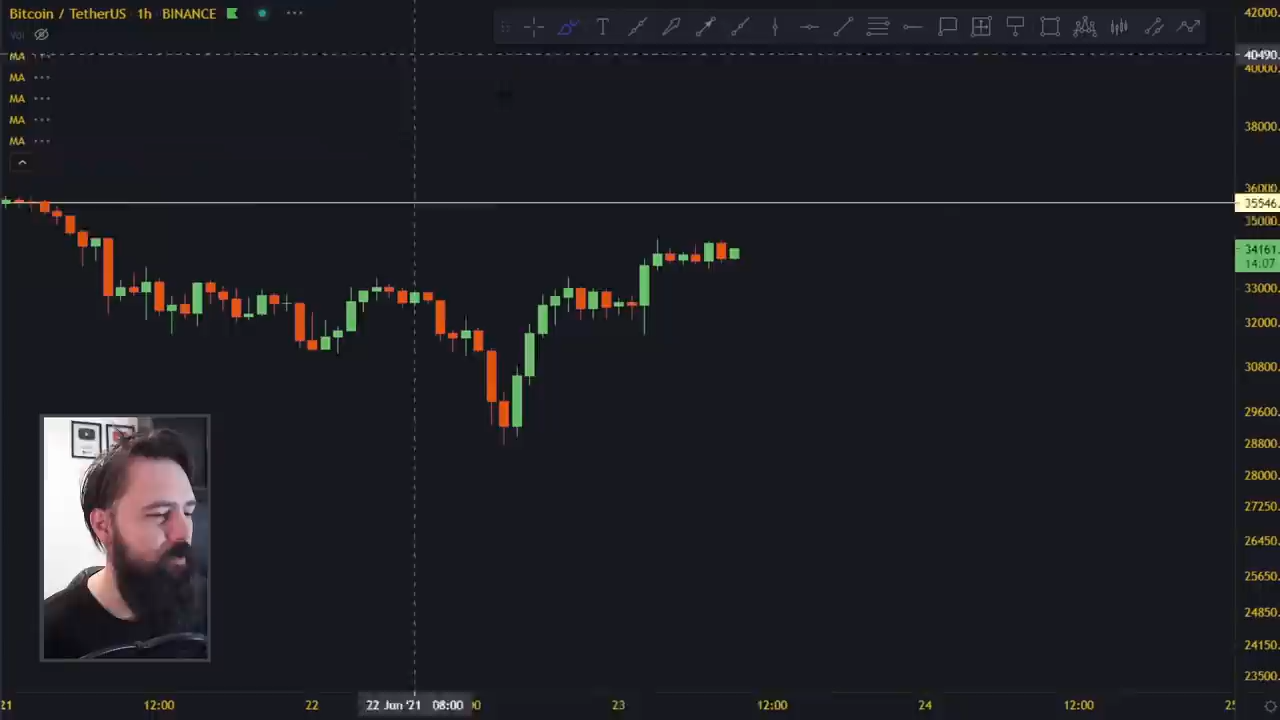 Bitcoin / TetherUS 1h BINANCE
Vol
MA
MA
MA
MA
MA
T
42000.
40490.
40000.
38000.
36000.
35546.
35000.
34161.
14:07
33000.
32000.
30800.
29600.
28800.
28000.
27250.
26450.
25650.
24850.
24150.
23500.
21 12:00 22 22 Jun '21 08:00 23 12:00 24 12:00